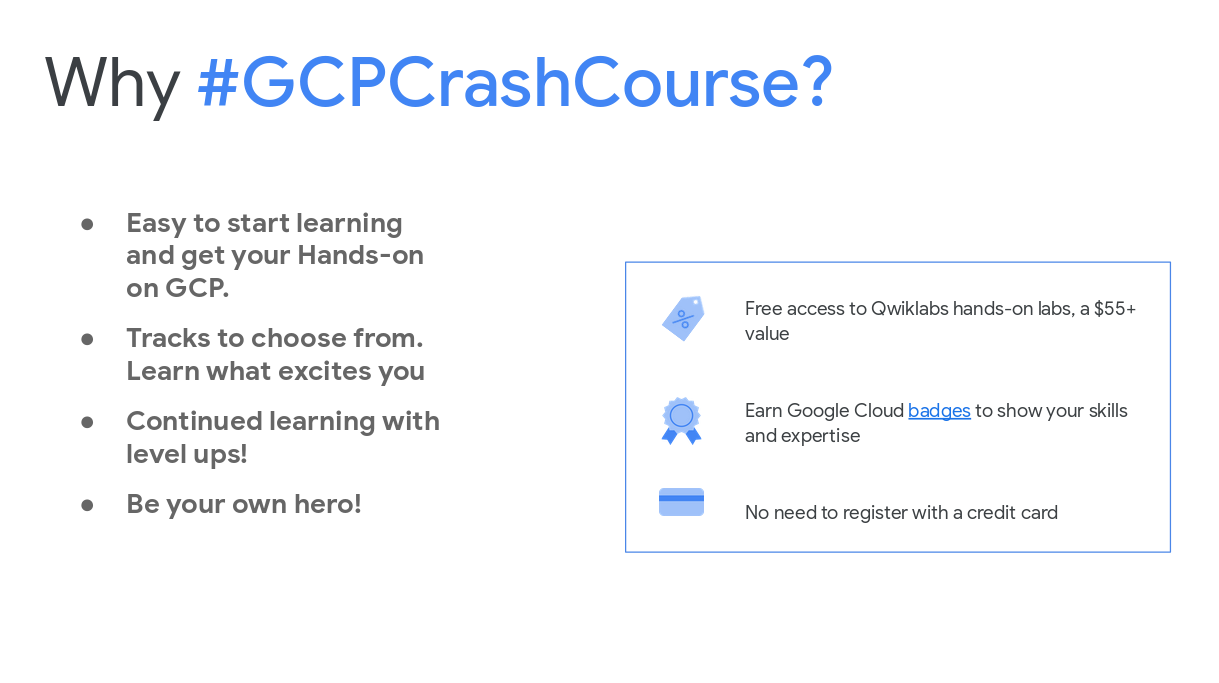 Why #GCPCrashCourse?
● Easy to start learning
and get your Hands-on
on GCP.
● Tracks to choose from.
Learn what excites you
● Continued learning with
level ups!
● Be your own hero!
Free access to Qwiklabs hands-on labs, a $55+
value
Earn Google Cloud badges to show your skills
and expertise
No need to register with a credit card